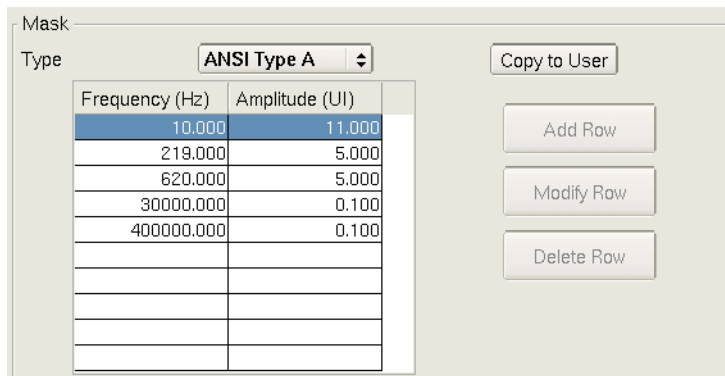 Mask
Type ANSI Type A Copy to User
Frequency (Hz) Amplitude (UI)
10.000 11.000
219.000 5.000
620.000 5.000
30000.000 0.100
400000.000 0.100
Add Row
Modify Row
Delete Row